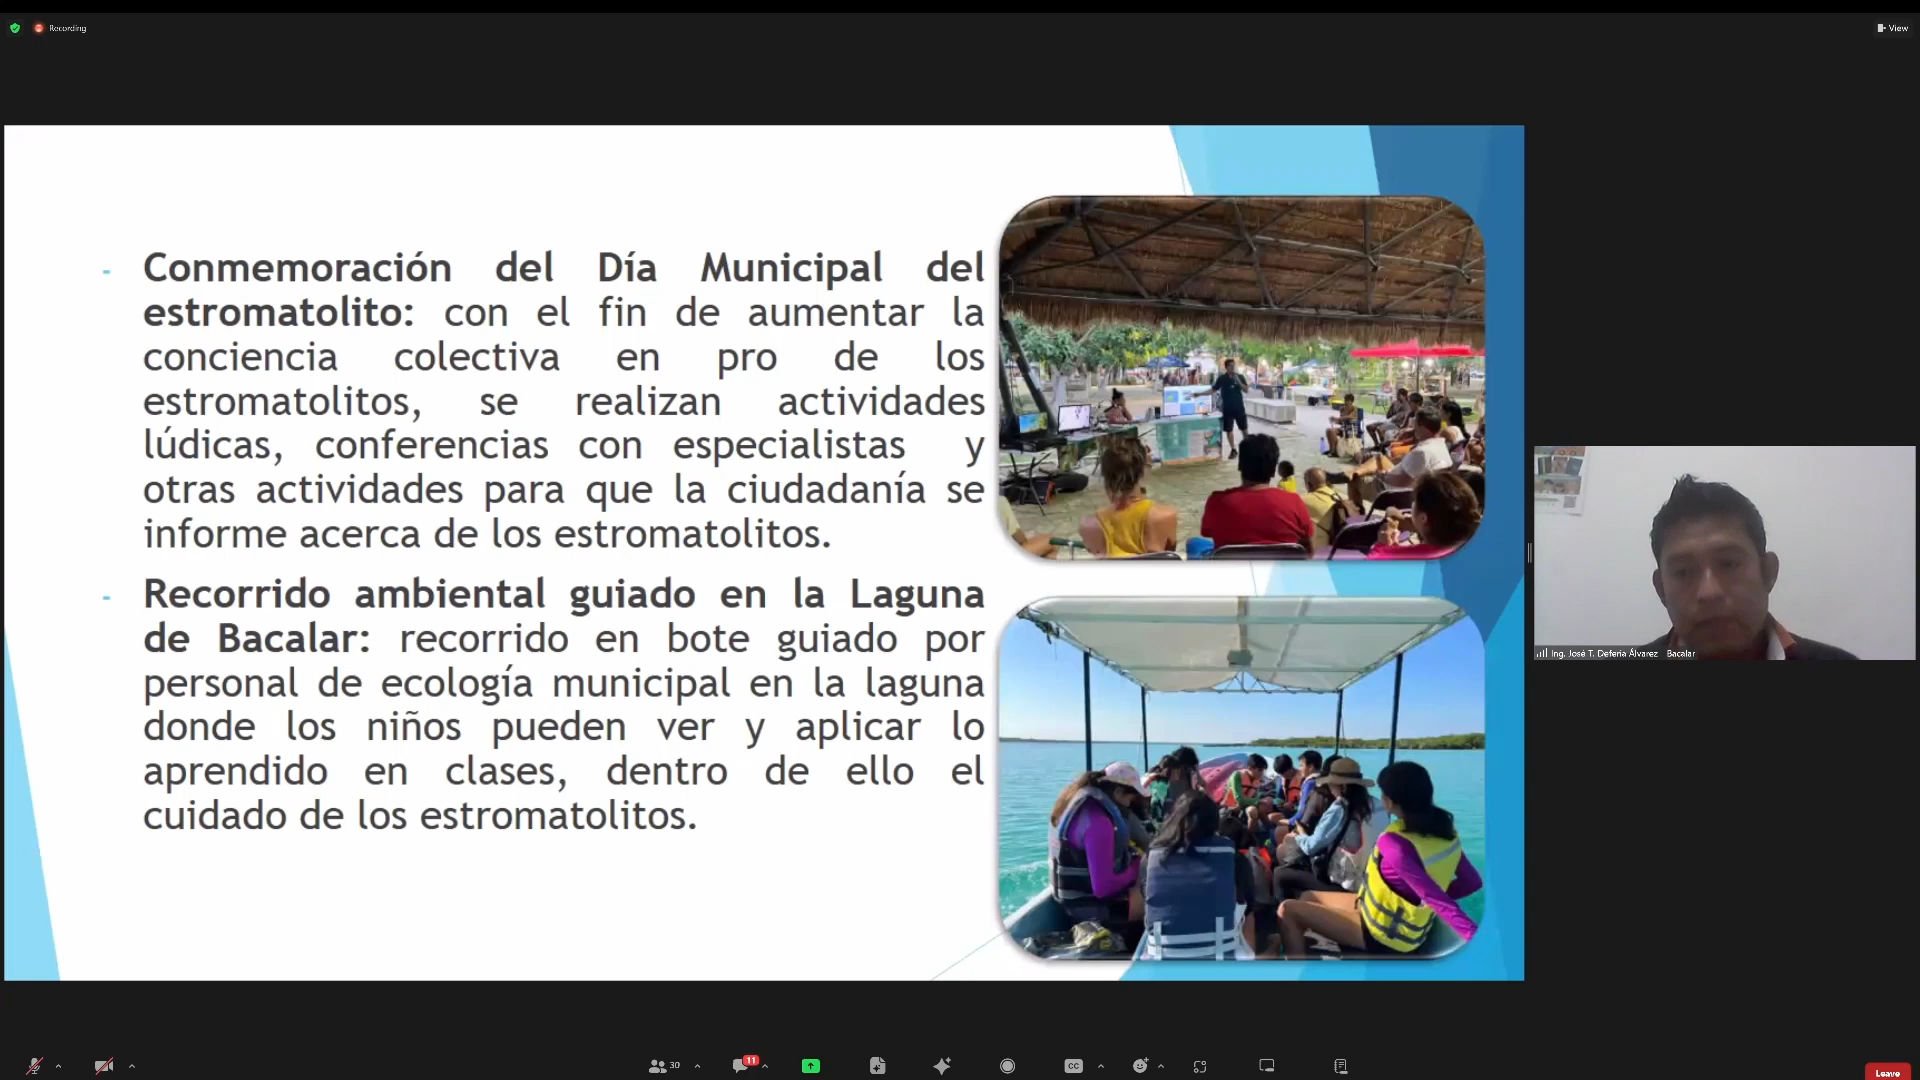 Recording
View
- Conmemoración del Día Municipal del
estromatolito: con el fin de aumentar la
conciencia colectiva en pro de los
estromatolitos, se realizan actividades
lúdicas, conferencias con especialistas y
otras actividades para que la ciudadanía se
informe acerca de los estromatolitos.
- Recorrido ambiental guiado en la Laguna
de Bacalar: recorrido en bote guiado por
personal de ecología municipal en la laguna
donde los niños pueden ver y aplicar lo
aprendido en clases, dentro de ello el
cuidado de los estromatolitos.
Ing. José T. Deferia Álvarez Bacalar
30
11
CC
Leave